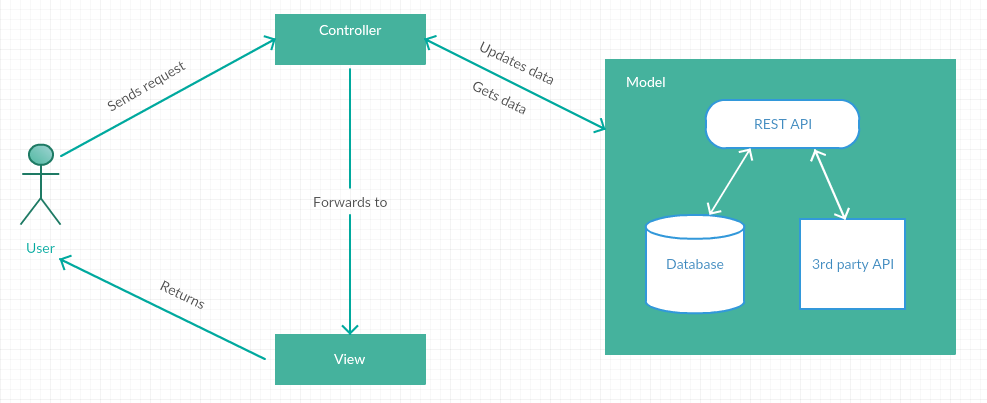 Controller
Sends request
Updates data
Gets data
Model
REST API
Forwards to
User
Database
3rd party API
Returns
View